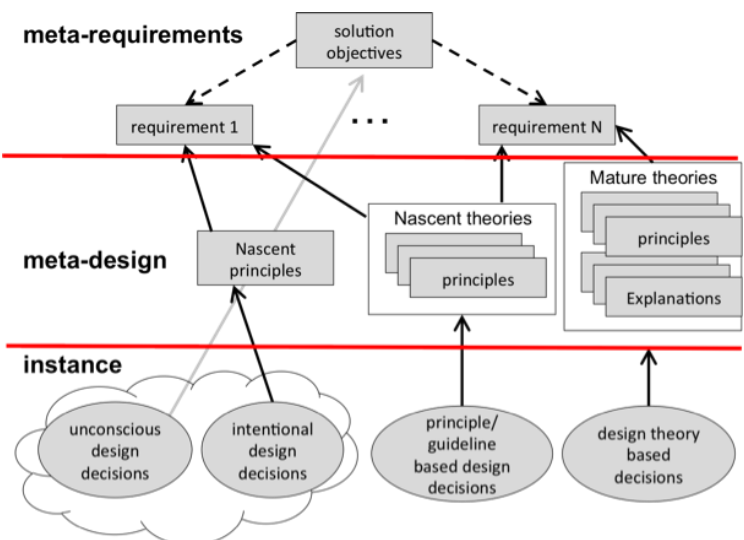 meta-requirements
solution
objectives
requirement 1
...
requirement N
meta-design
Nascent
principles
Nascent theories
principles
Mature theories
principles
Explanations
instance
unconscious
design
decisions
intentional
design
decisions
principle/
guideline
based design
decisions
design theory
based
decisions